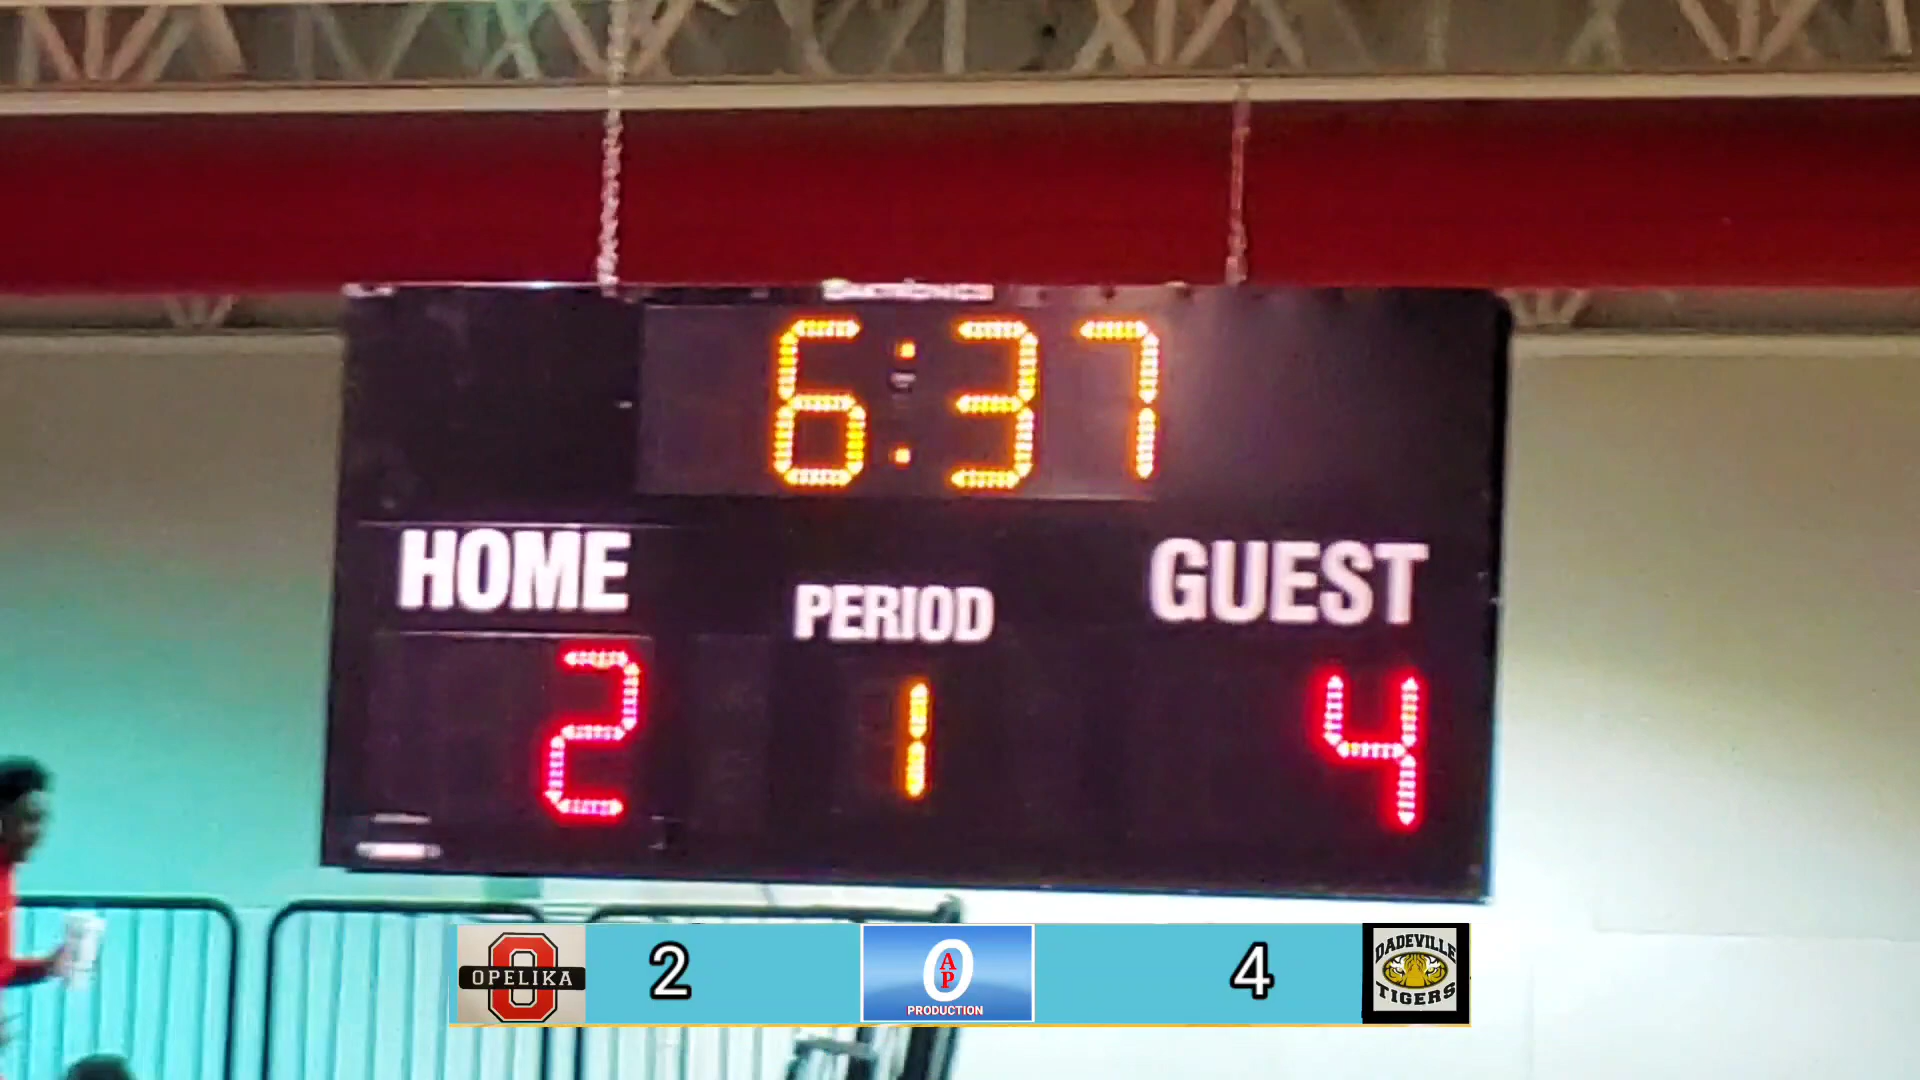 6:37
HOME
PERIOD
GUEST
2
1
4
OPELIKA
2
AP
PRODUCTION
4
DADEVILLE
TIGERS